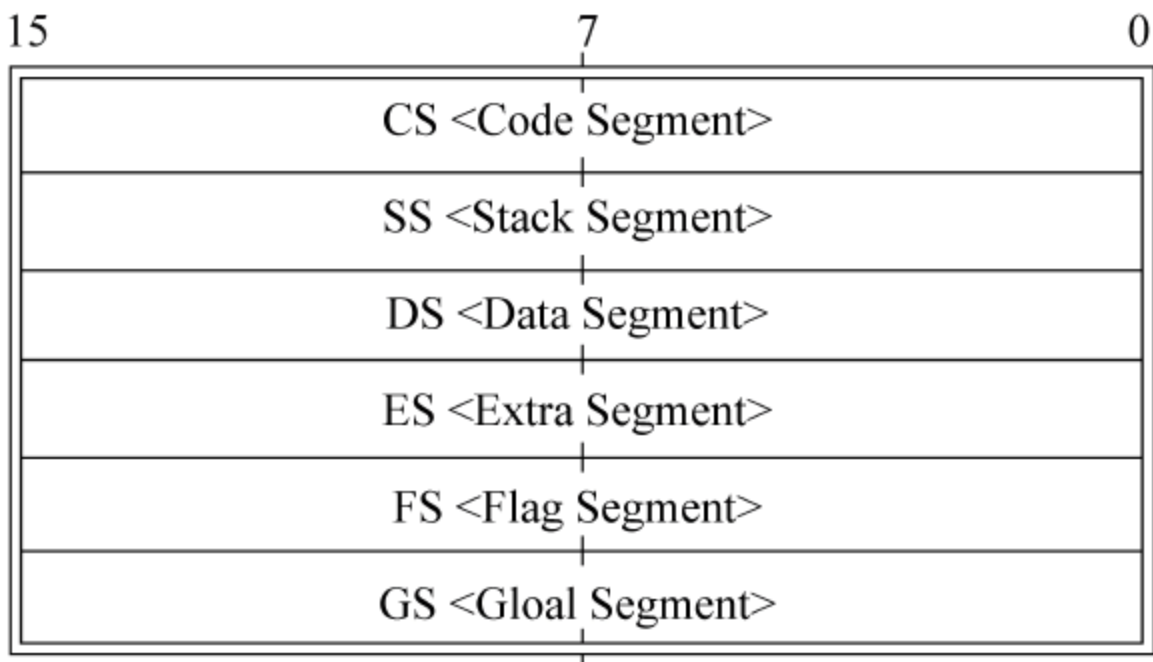 15 7 0
CS <Code Segment>
SS <Stack Segment>
DS <Data Segment>
ES <Extra Segment>
FS <Flag Segment>
GS <Gloal Segment>